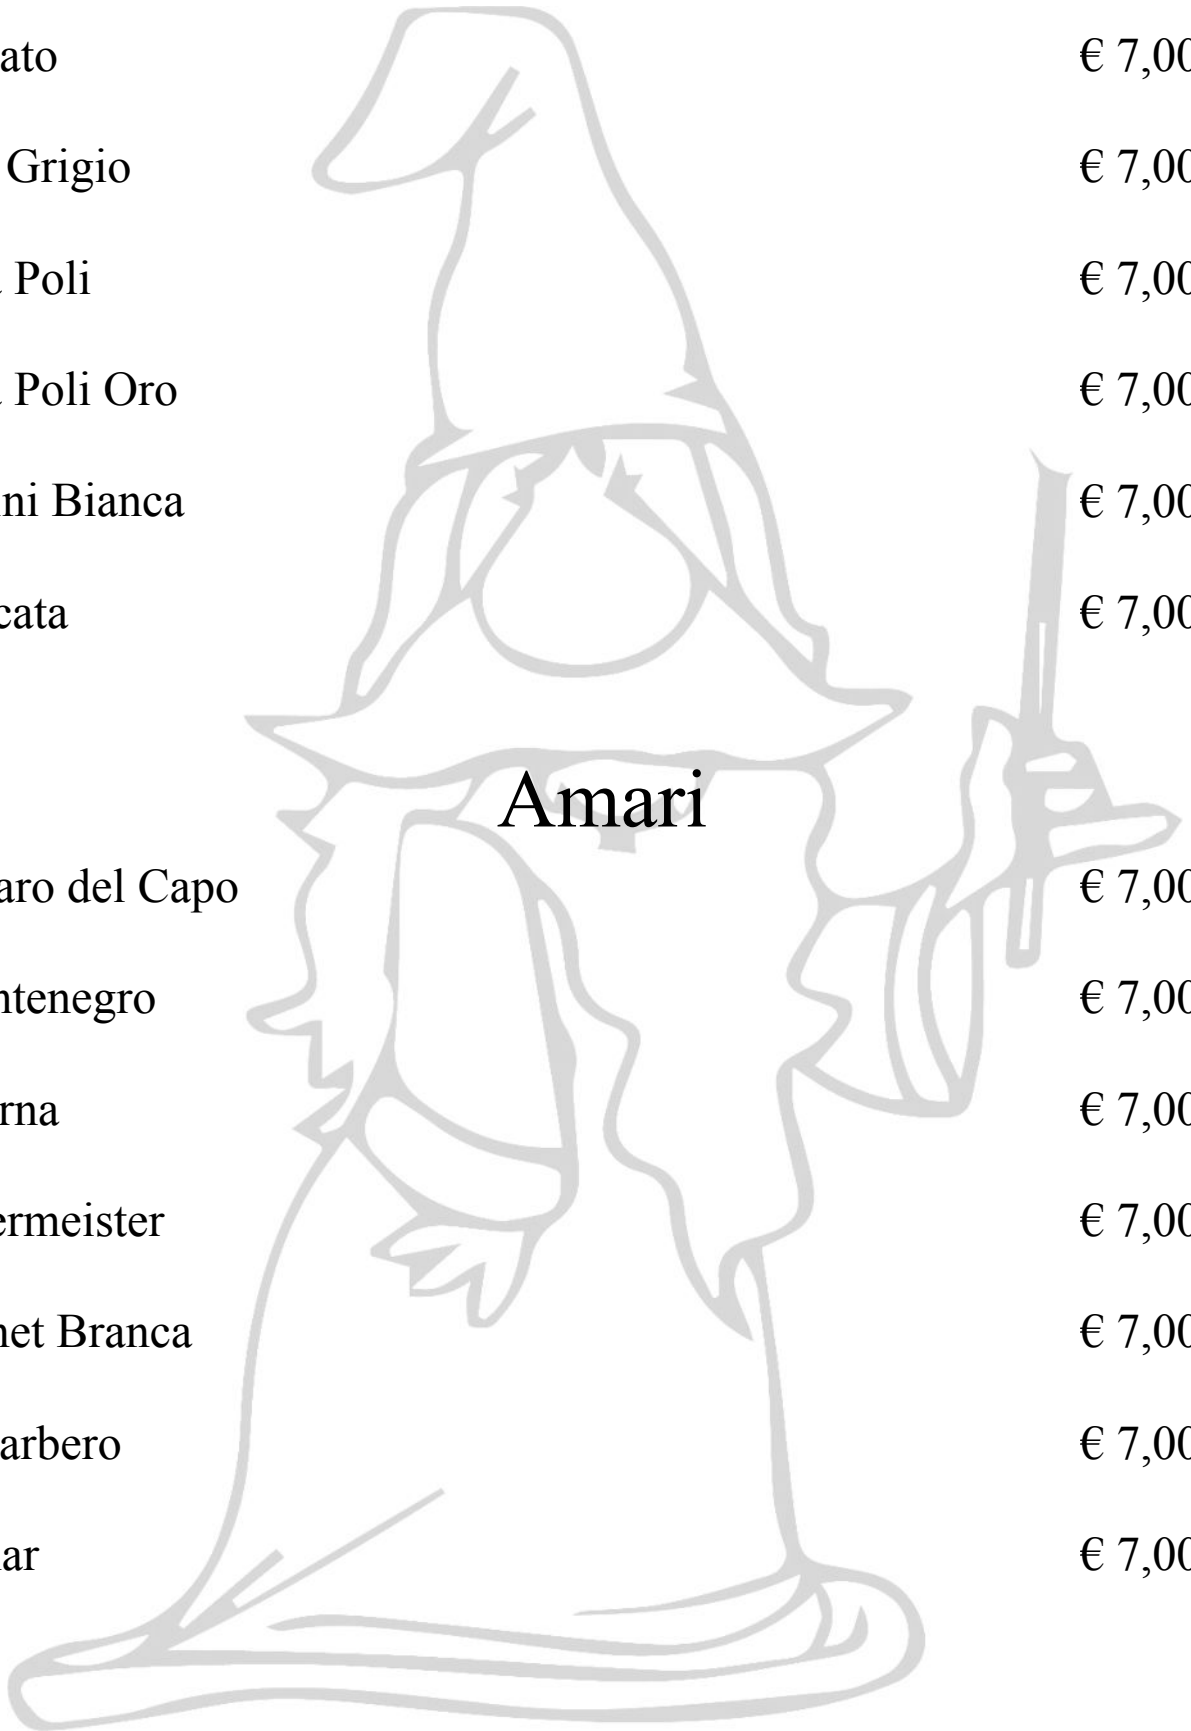 ato € 7,00
Grigio € 7,00
Poli € 7,00
Poli Oro € 7,00
ni Bianca € 7,00
cata € 7,00
Amari
aro del Capo € 7,00
ntenegro € 7,00
rna € 7,00
ermeister € 7,00
net Branca € 7,00
arbero € 7,00
ar € 7,00